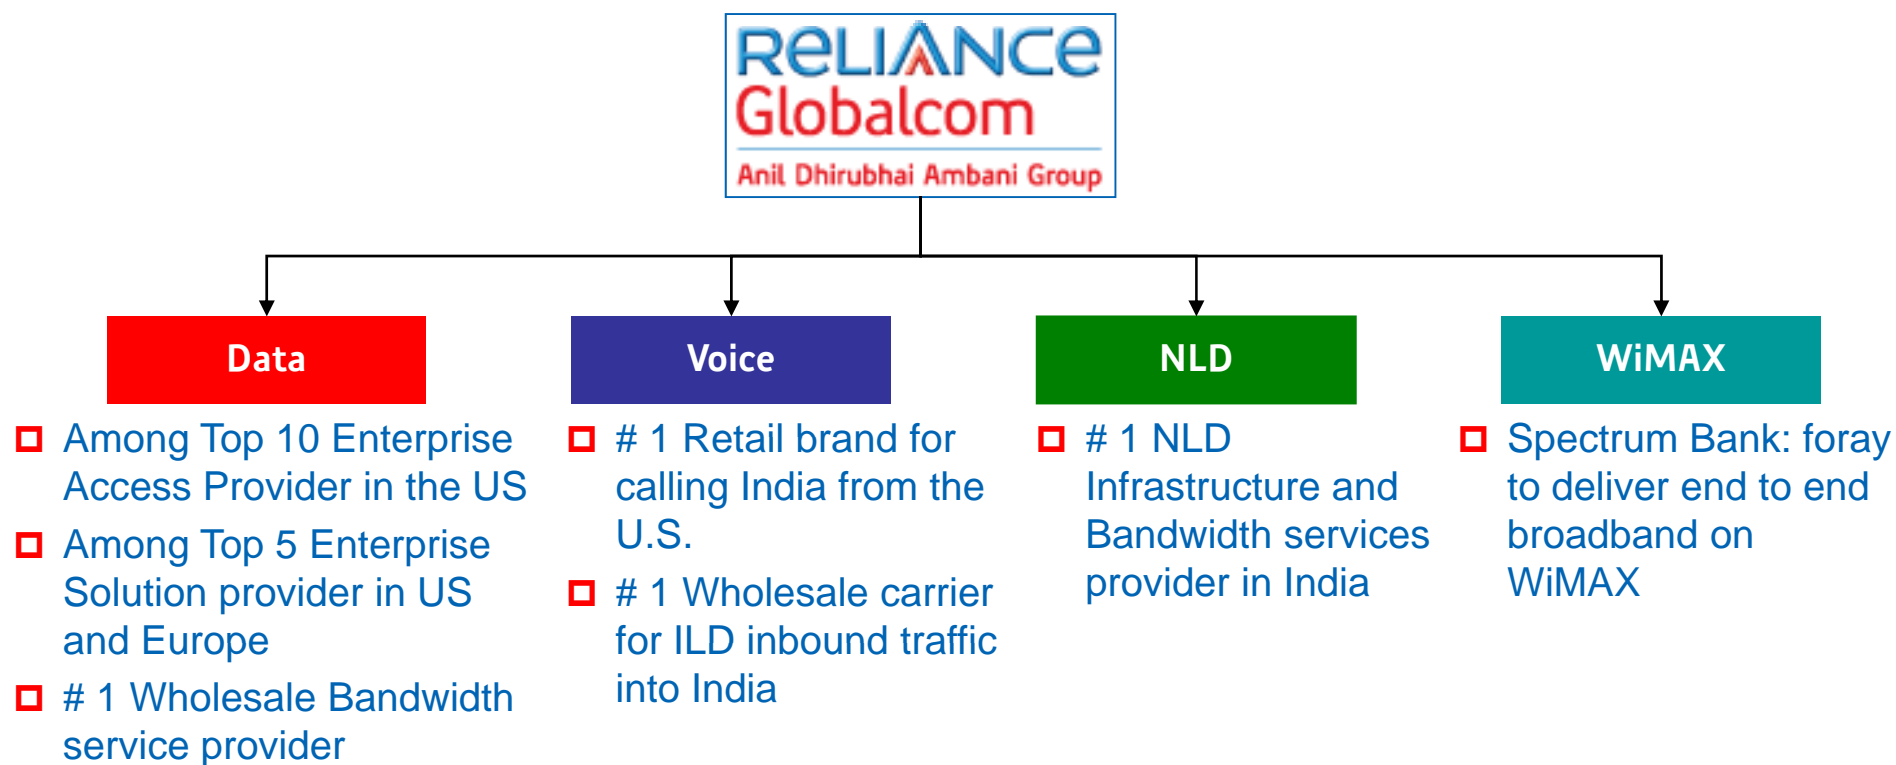 RELIANCE
Globalcom
Anil Dhirubhai Ambani Group
Data
Among Top 10 Enterprise
Access Provider in the US
Among Top 5 Enterprise
Solution provider in US
and Europe
# 1 Wholesale Bandwidth
service provider
Voice
# 1 Retail brand for
calling India from the
U.S.
# 1 Wholesale carrier
for ILD inbound traffic
into India
NLD
# 1 NLD
Infrastructure and
Bandwidth services
provider in India
WiMAX
Spectrum Bank: foray
to deliver end to end
broadband on
WiMAX